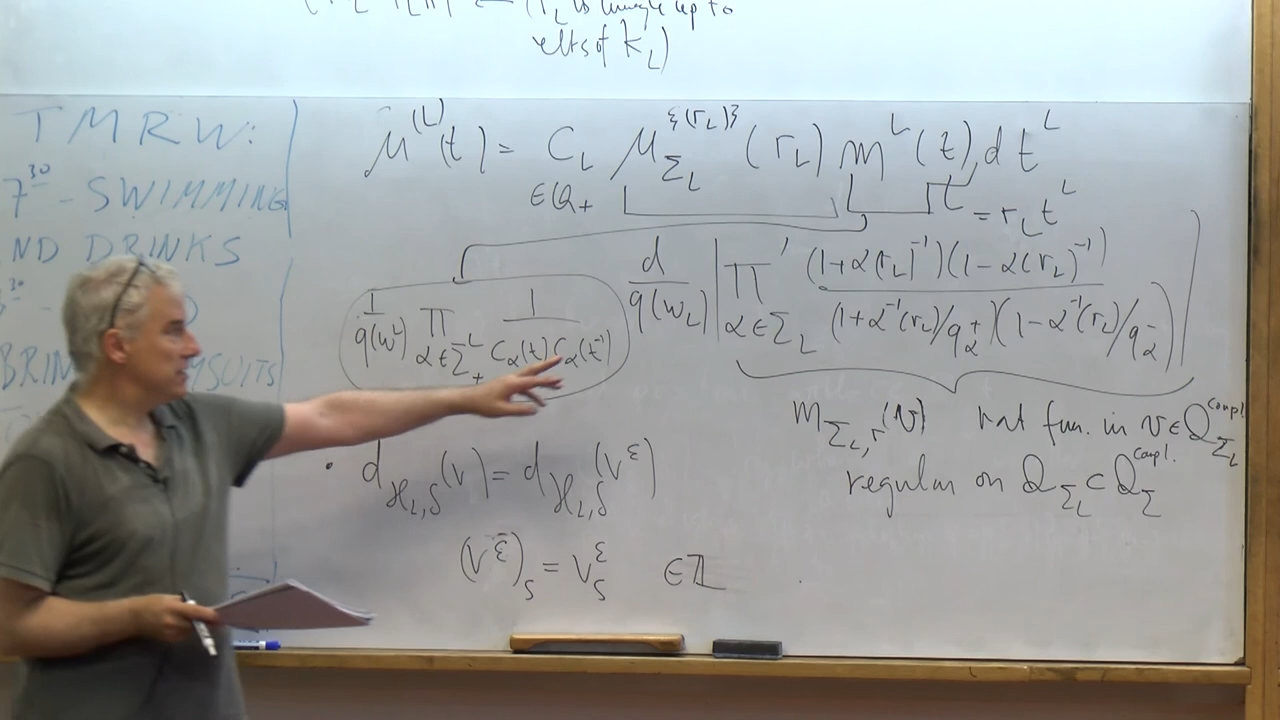 (r_L is unique up to
elts of K_L)
TMRW:
7^{30} - SWIMMING
ND DRINKS
BRIN MSUITS
μ^{(L)}(t) = C_L μ_{Σ_L}^{{(r_L)}} (r_L) m^L(t) dt^L
∈ Q_+
t = r_L t^L
1/q(w^L) ∏_{α∈Σ_+^L} 1/(C_α(t) C_α(t^{-1}))
d/q(w_L) | ∏'_{α∈Σ_L} (1+α(r_L)^{-1})(1-α(r_L)^{-1}) / (1+α^{-1}(r_L)/q_α^+)(1-α^{-1}(r_L)/q_α^-) |
m_{Σ_L,r}(v) rat fun. in v∈Q_{Σ_L}^{compl.}
regular on Q_{Σ_L} ⊂ Q_Σ^{compl.}
• d_{ℋ_L,δ}(v) = d_{ℋ_L,δ}(v^ε)
(v^ε)_s = v_s^ε ∈ ℤ